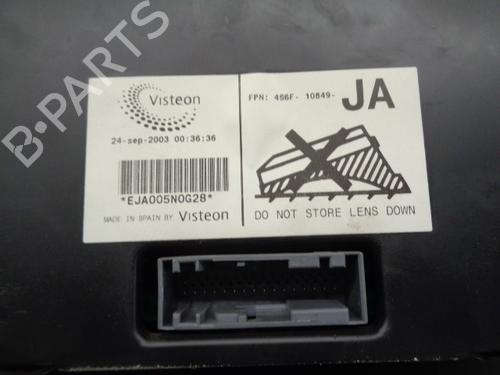 B-PARTS
Visteon
24-sep-2003 00:36:36
*EJA005N0G28*
MADE IN SPAIN BY Visteon
FPN: 4S6F- 10849- JA
DO NOT STORE LENS DOWN